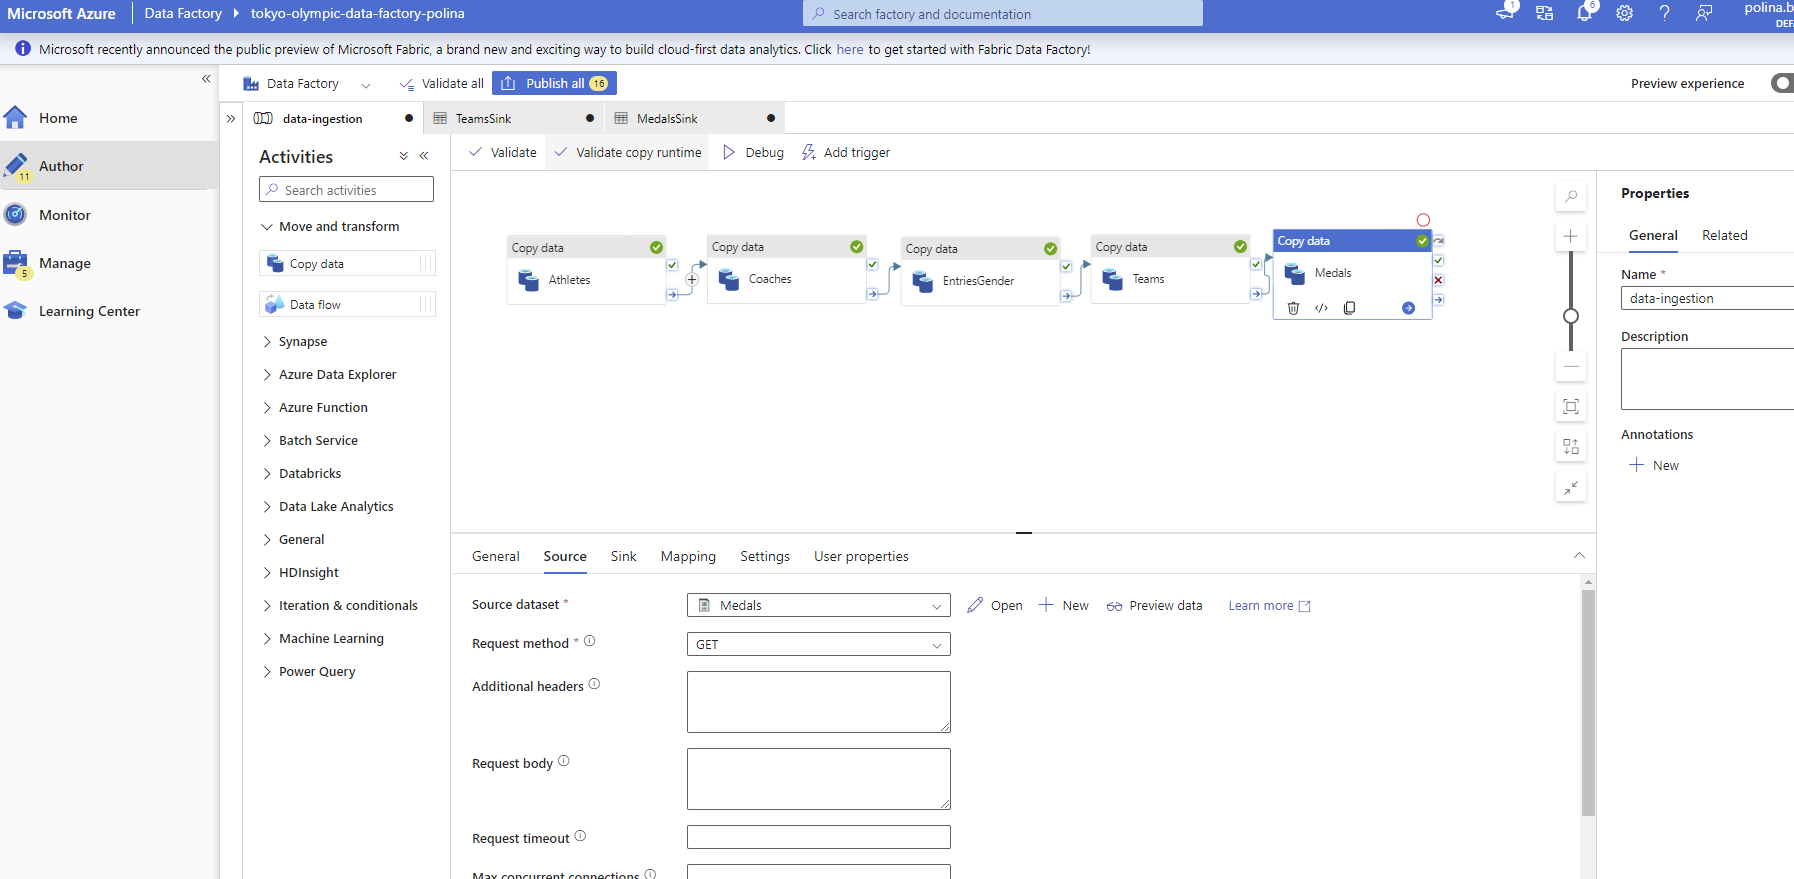 Microsoft Azure
Data Factory
tokyo-olympic-data-factory-polina
Search factory and documentation
1
6
polina.b
DEF
Microsoft recently announced the public preview of Microsoft Fabric, a brand new and exciting way to build cloud-first data analytics. Click here to get started with Fabric Data Factory!
Data Factory
Validate all
Publish all 16
Preview experience
Home
Author
11
Monitor
Manage
5
Learning Center
data-ingestion
TeamsSink
MedalsSink
Activities
Search activities
Move and transform
Copy data
Data flow
Synapse
Azure Data Explorer
Azure Function
Batch Service
Databricks
Data Lake Analytics
General
HDInsight
Iteration & conditionals
Machine Learning
Power Query
Validate
Validate copy runtime
Debug
Add trigger
Copy data
Athletes
Copy data
Coaches
Copy data
EntriesGender
Copy data
Teams
Copy data
Medals
General
Source
Sink
Mapping
Settings
User properties
Source dataset *
Medals
Open
New
Preview data
Learn more
Request method *
GET
Additional headers
Request body
Request timeout
Max concurrent connections
Properties
General
Related
Name *
data-ingestion
Description
Annotations
New